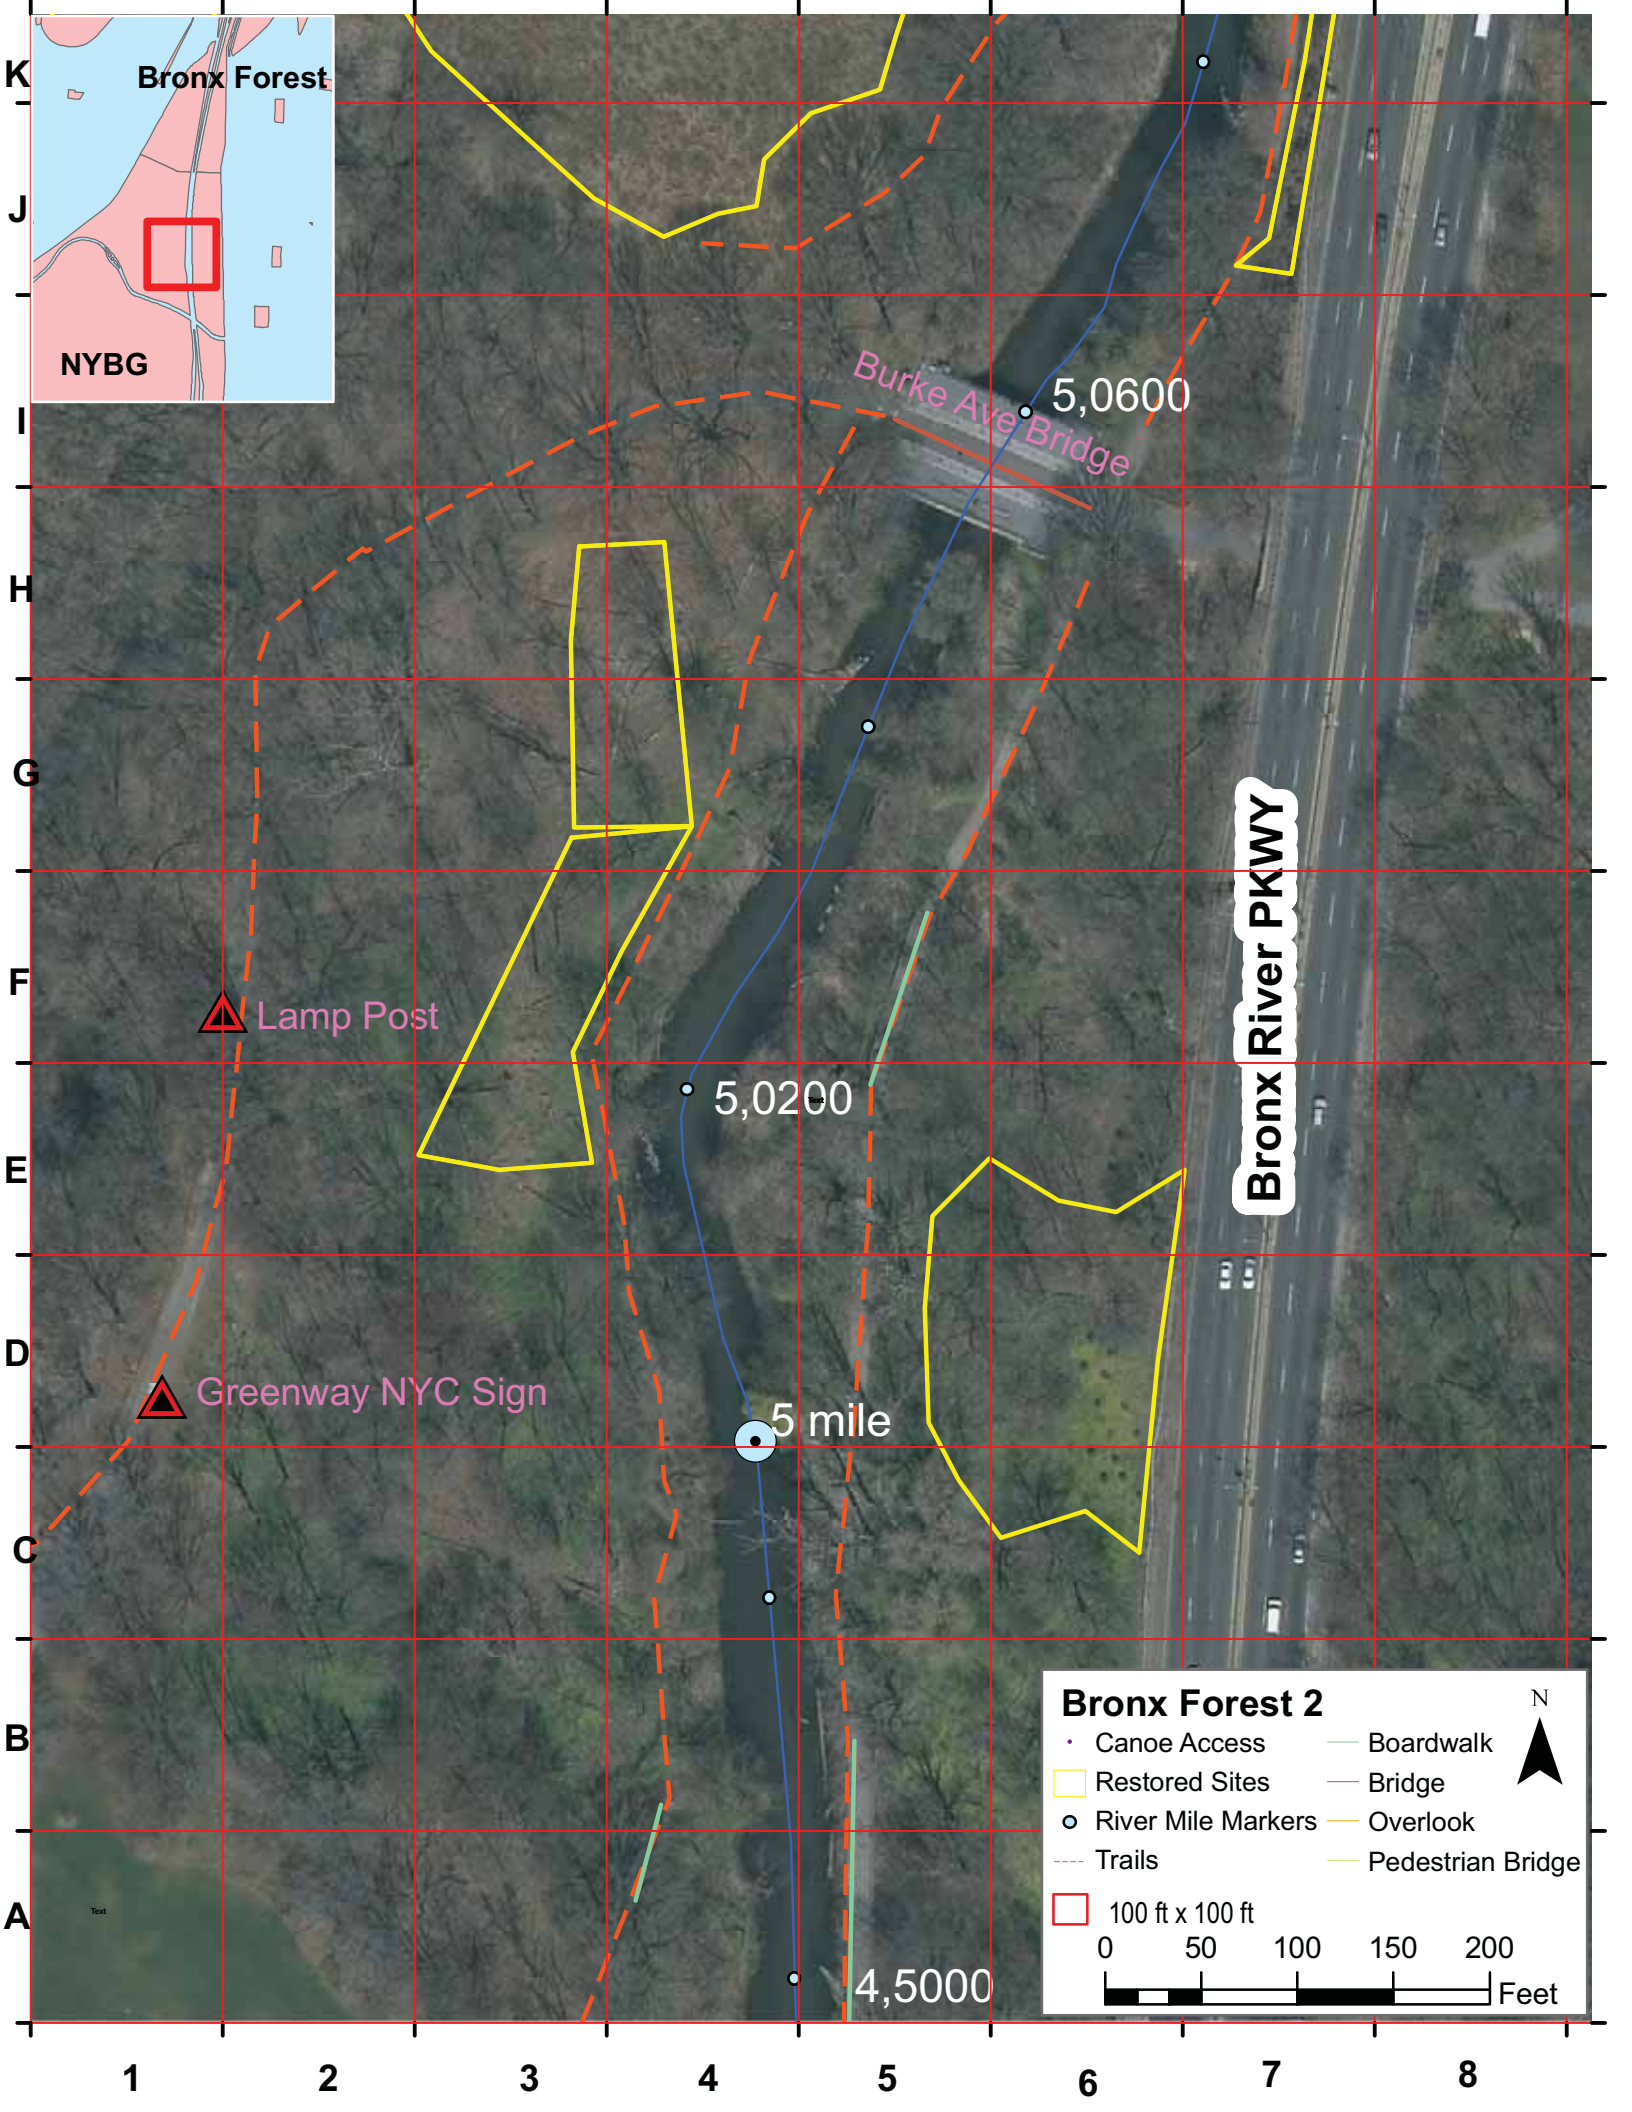 K
Bronx Forest
J
NYBG
Burke Ave Bridge
5,0600
I
H
G
Bronx River PKWY
F
Lamp Post
5,0200
Text
E
D
Greenway NYC Sign
5 mile
C
B
A
Text
4,5000
Bronx Forest 2
N
Canoe Access
Boardwalk
Restored Sites
Bridge
River Mile Markers
Overlook
Trails
Pedestrian Bridge
100 ft x 100 ft
0 50 100 150 200
Feet
1 2 3 4 5 6 7 8